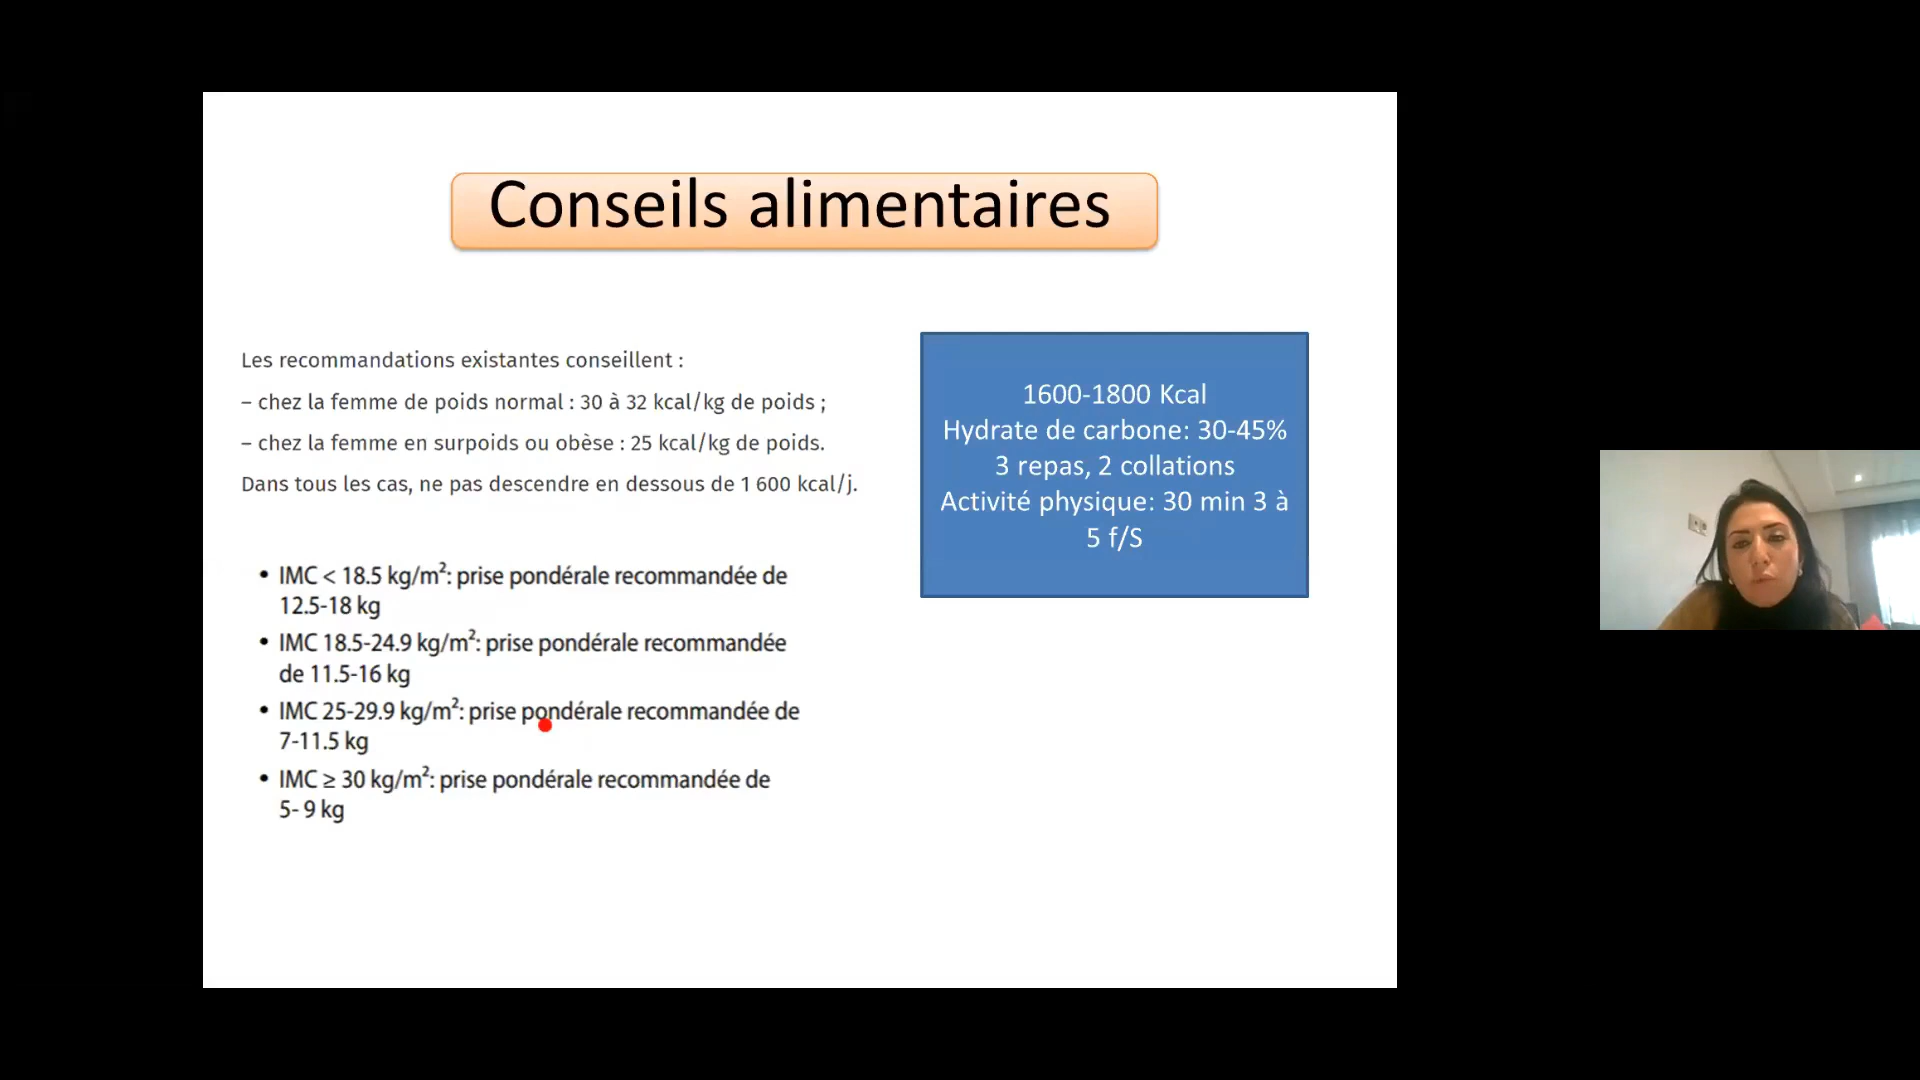 Conseils alimentaires
Les recommandations existantes conseillent :
– chez la femme de poids normal : 30 à 32 kcal/kg de poids ;
– chez la femme en surpoids ou obèse : 25 kcal/kg de poids.
Dans tous les cas, ne pas descendre en dessous de 1 600 kcal/j.
• IMC < 18.5 kg/m²: prise pondérale recommandée de
12.5-18 kg
• IMC 18.5-24.9 kg/m²: prise pondérale recommandée
de 11.5-16 kg
• IMC 25-29.9 kg/m²: prise pondérale recommandée de
7-11.5 kg
• IMC ≥ 30 kg/m²: prise pondérale recommandée de
5- 9 kg
1600-1800 Kcal
Hydrate de carbone: 30-45%
3 repas, 2 collations
Activité physique: 30 min 3 à
5 f/S